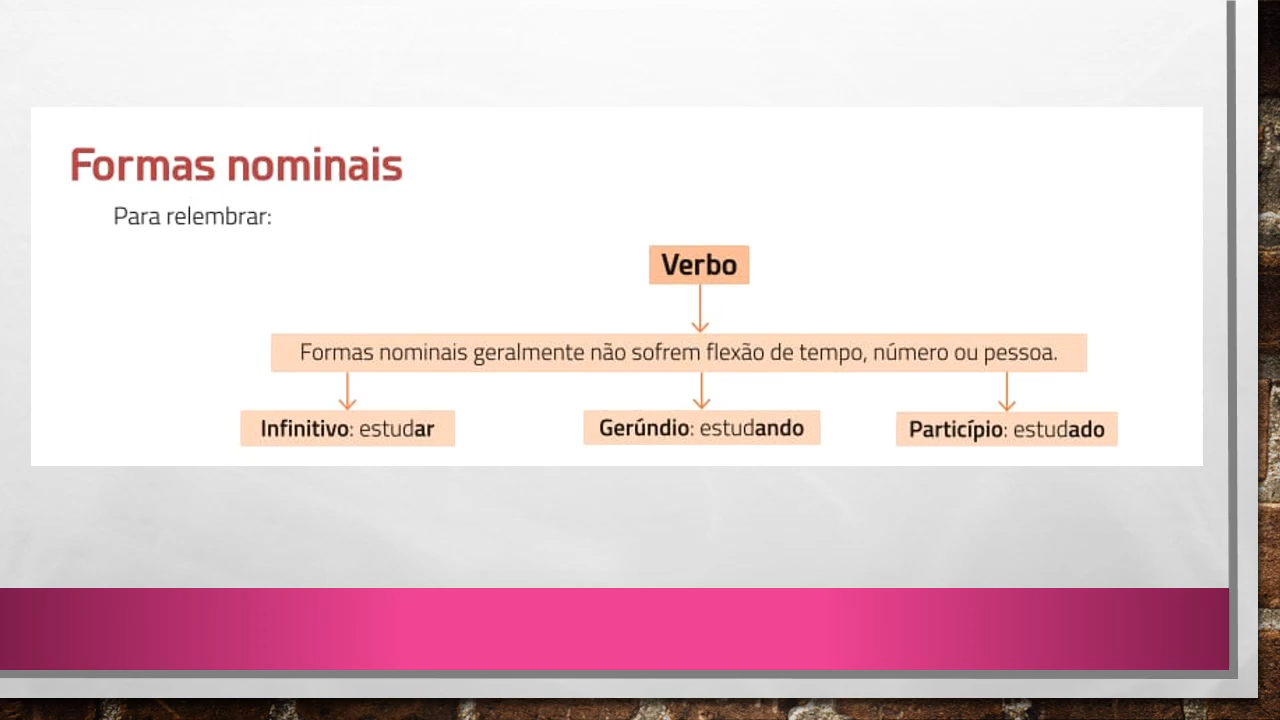 Formas nominais
Para relembrar:
Verbo
Formas nominais geralmente não sofrem flexão de tempo, número ou pessoa.
Infinitivo: estudar
Gerúndio: estudando
Particípio: estudado